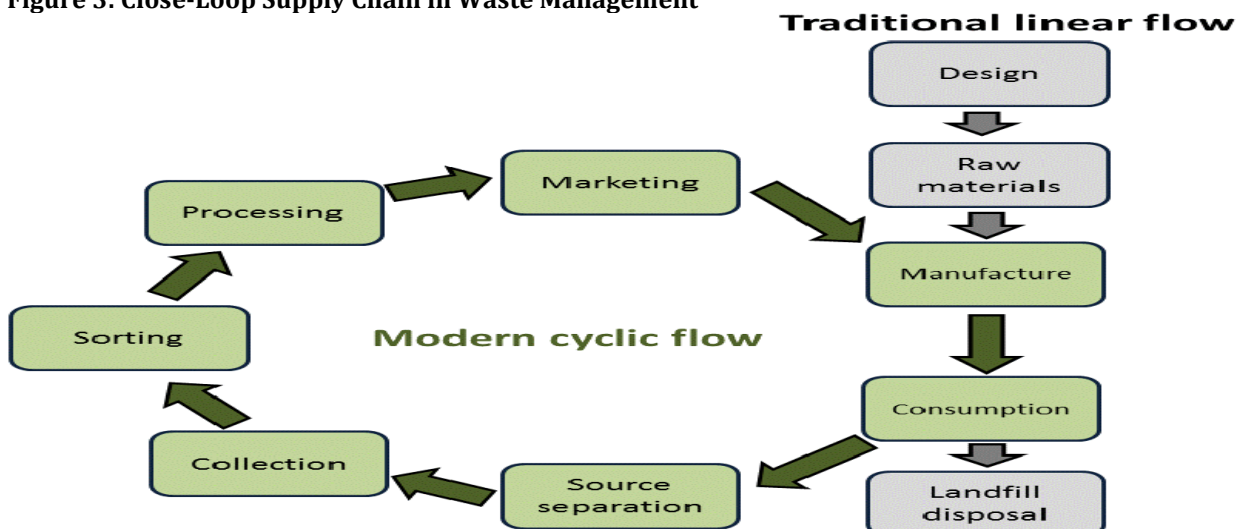 Figure 3: Close-Loop Supply Chain in Waste Management
Traditional linear flow
Design
Raw
materials
Marketing
Processing
Manufacture
Sorting
Modern cyclic flow
Consumption
Collection
Source
separation
Landfill
disposal